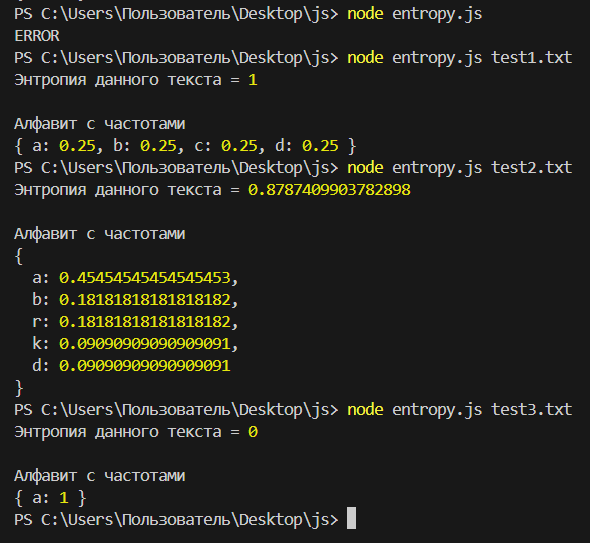 PS C:\Users\Пользователь\Desktop\js> node entropy.js
ERROR
PS C:\Users\Пользователь\Desktop\js> node entropy.js test1.txt
Энтропия данного текста = 1

Алфавит с частотами
{ a: 0.25, b: 0.25, c: 0.25, d: 0.25 }
PS C:\Users\Пользователь\Desktop\js> node entropy.js test2.txt
Энтропия данного текста = 0.8787409903782898

Алфавит с частотами
{
  a: 0.45454545454545453,
  b: 0.18181818181818182,
  r: 0.18181818181818182,
  k: 0.09090909090909091,
  d: 0.09090909090909091
}
PS C:\Users\Пользователь\Desktop\js> node entropy.js test3.txt
Энтропия данного текста = 0

Алфавит с частотами
{ a: 1 }
PS C:\Users\Пользователь\Desktop\js>